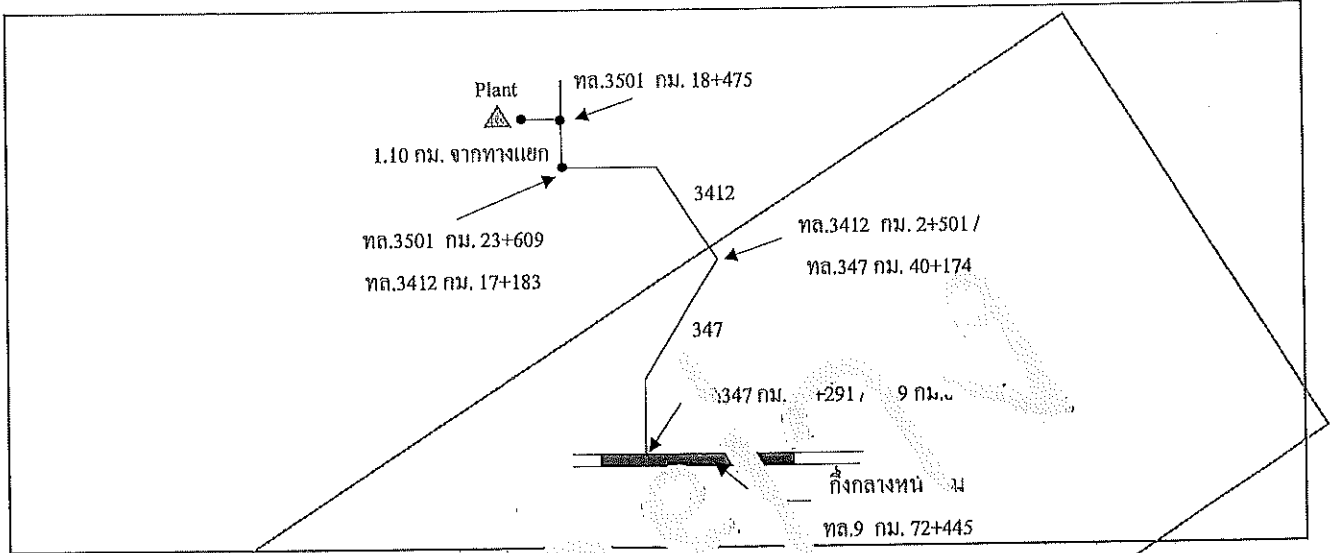 Plant
ทล.3501 กม. 18+475
1.10 กม. จากทางแยก
3412
ทล.3501 กม. 23+609
ทล.3412 กม. 17+183
ทล.3412 กม. 2+501 /
ทล.347 กม. 40+174
347
347 กม. +291 / 9 กม.
กึ่งกลางหน
ทล.9 กม. 72+445